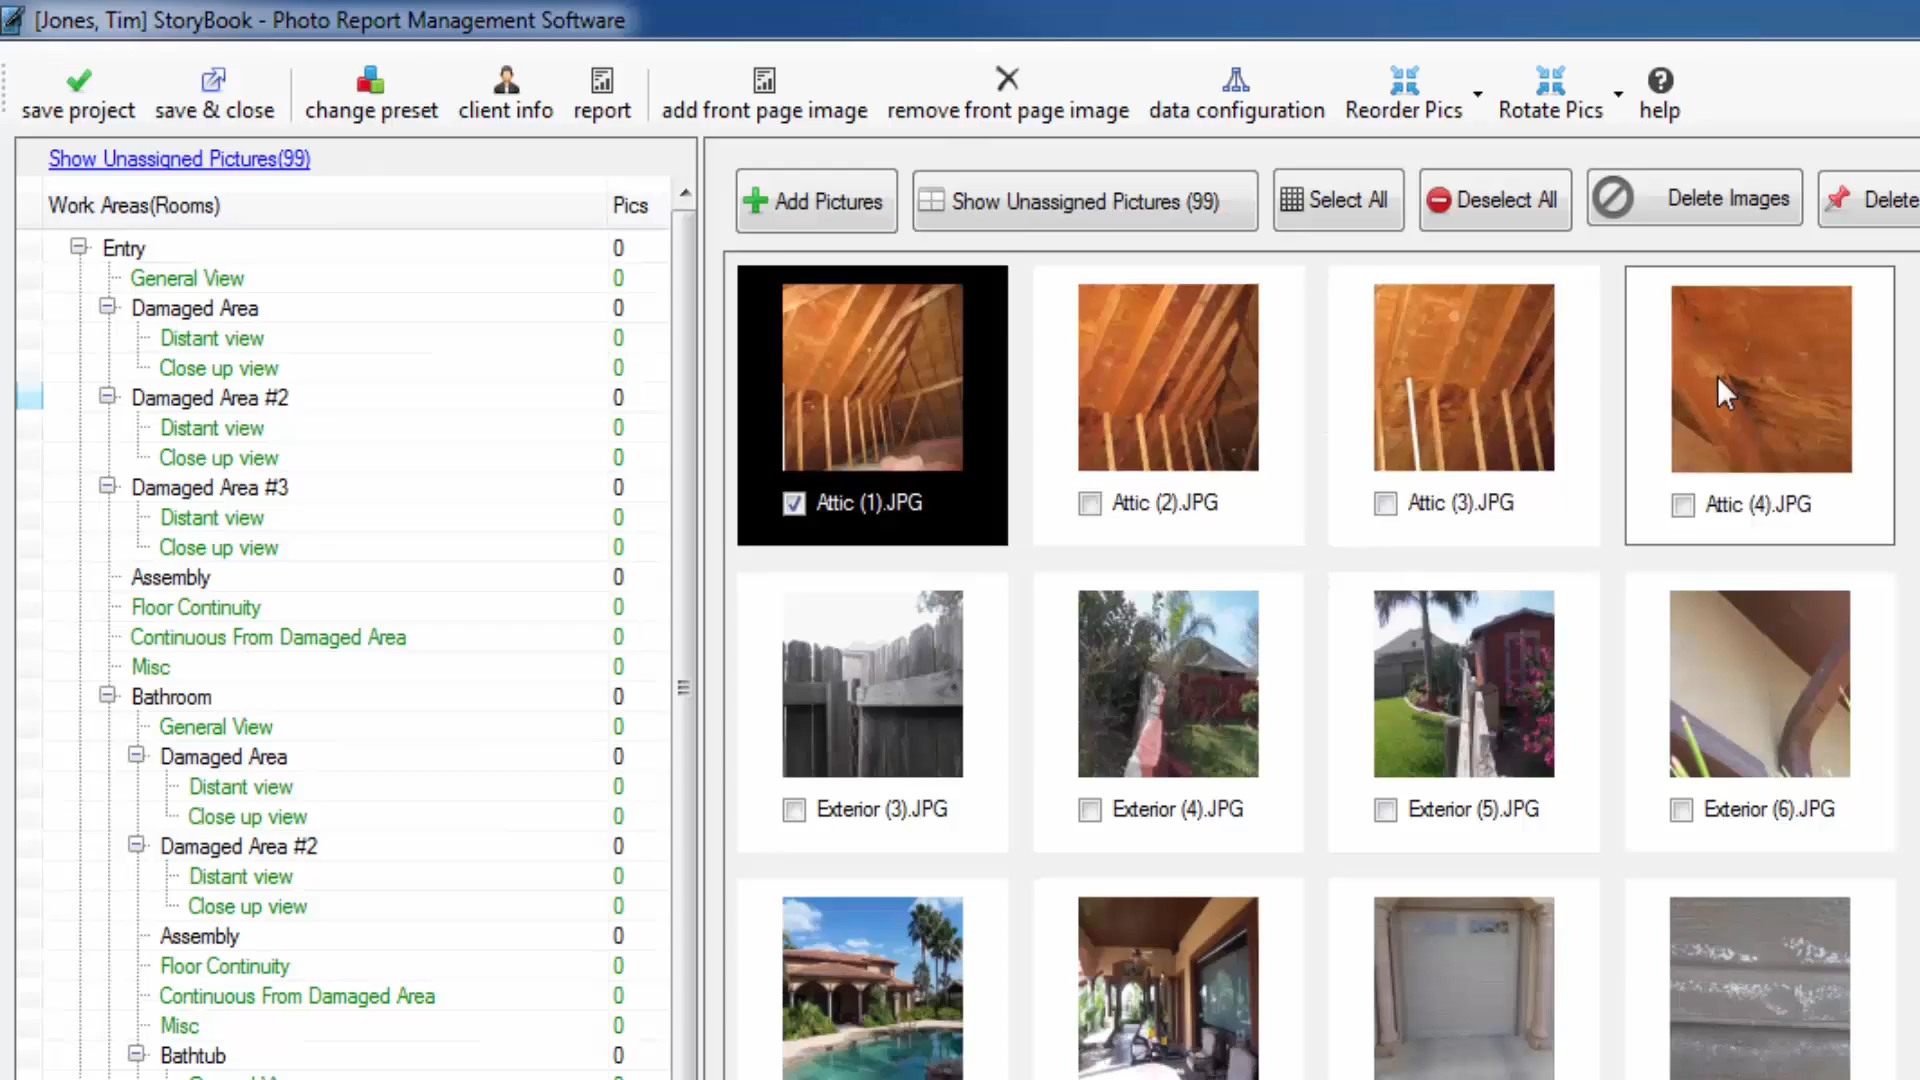 [Jones, Tim] StoryBook - Photo Report Management Software
save project save & close change preset client info report add front page image remove front page image data configuration Reorder Pics Rotate Pics help
Show Unassigned Pictures(99)
Work Areas(Rooms) Pics
Entry 0
General View 0
Damaged Area 0
Distant view 0
Close up view 0
Damaged Area #2 0
Distant view 0
Close up view 0
Damaged Area #3 0
Distant view 0
Close up view 0
Assembly 0
Floor Continuity 0
Continuous From Damaged Area 0
Misc 0
Bathroom 0
General View 0
Damaged Area 0
Distant view 0
Close up view 0
Damaged Area #2 0
Distant view 0
Close up view 0
Assembly 0
Floor Continuity 0
Continuous From Damaged Area 0
Misc 0
Bathtub 0
Add Pictures Show Unassigned Pictures (99) Select All Deselect All Delete Images Delete
Attic (1).JPG Attic (2).JPG Attic (3).JPG Attic (4).JPG
Exterior (3).JPG Exterior (4).JPG Exterior (5).JPG Exterior (6).JPG